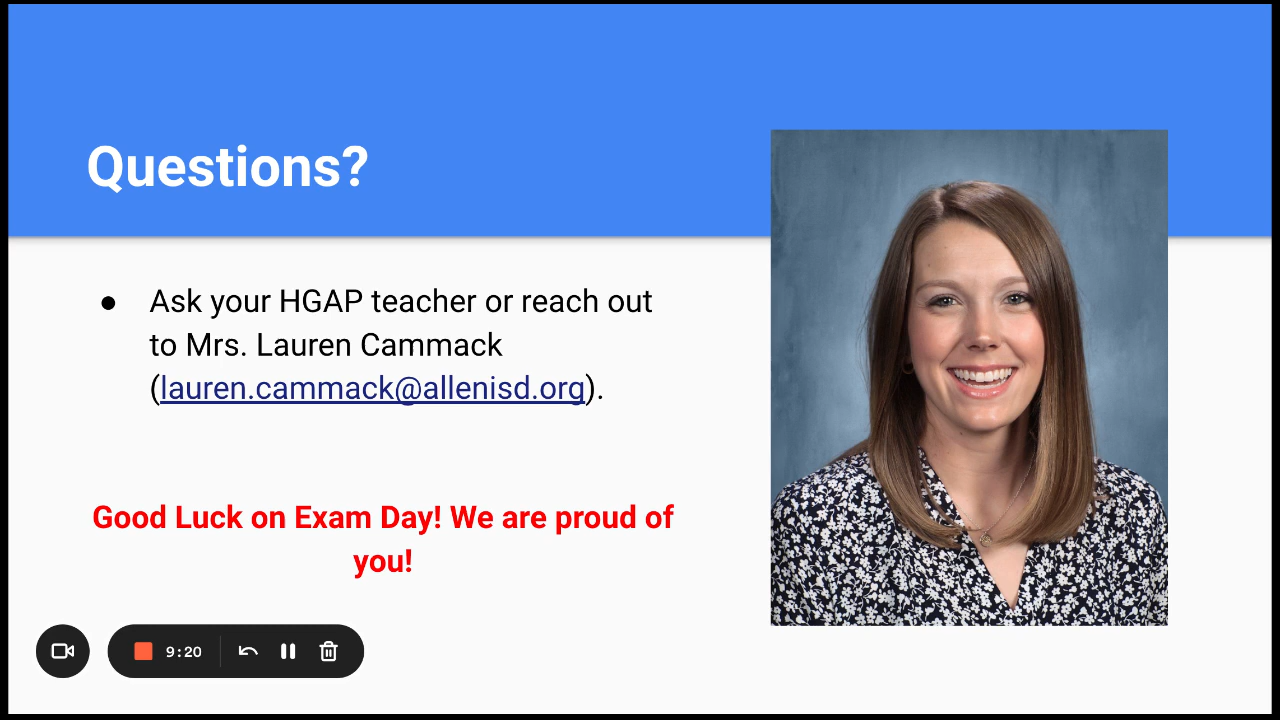 Questions?
● Ask your HGAP teacher or reach out
to Mrs. Lauren Cammack
(lauren.cammack@allenisd.org).
Good Luck on Exam Day! We are proud of
you!
9:20